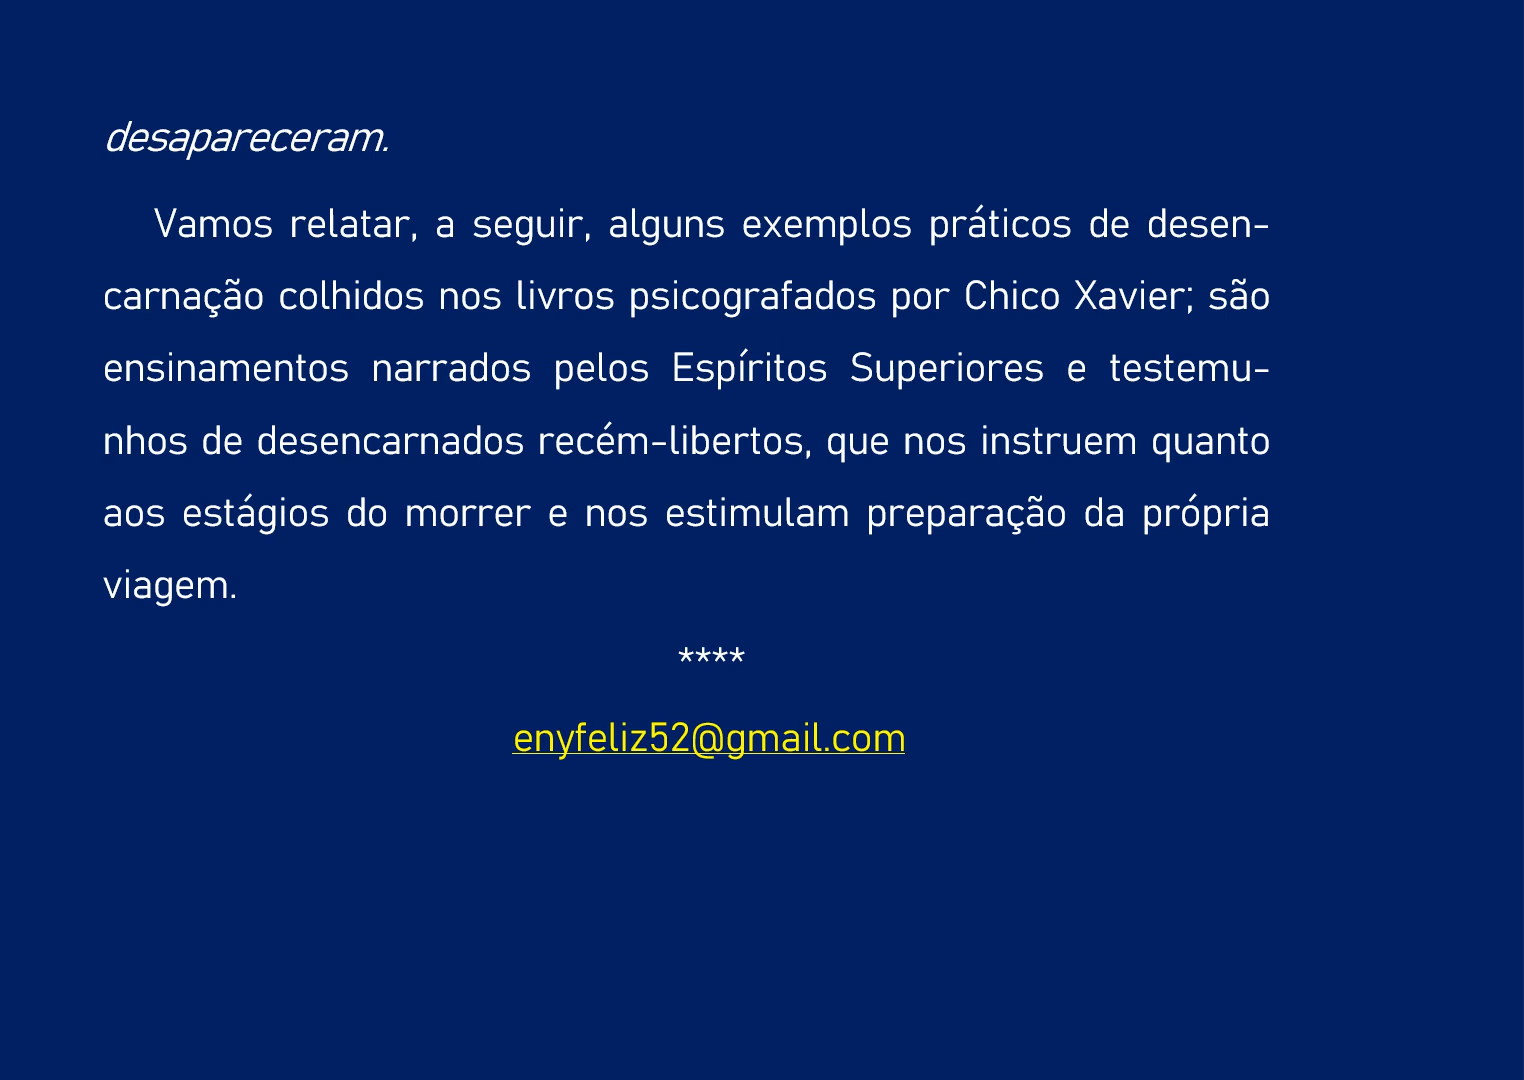 desapareceram.
Vamos relatar, a seguir, alguns exemplos práticos de desen-
carnação colhidos nos livros psicografados por Chico Xavier; são
ensinamentos narrados pelos Espíritos Superiores e testemu-
nhos de desencarnados recém-libertos, que nos instruem quanto
aos estágios do morrer e nos estimulam preparação da própria
viagem.
****
enyfeliz52@gmail.com